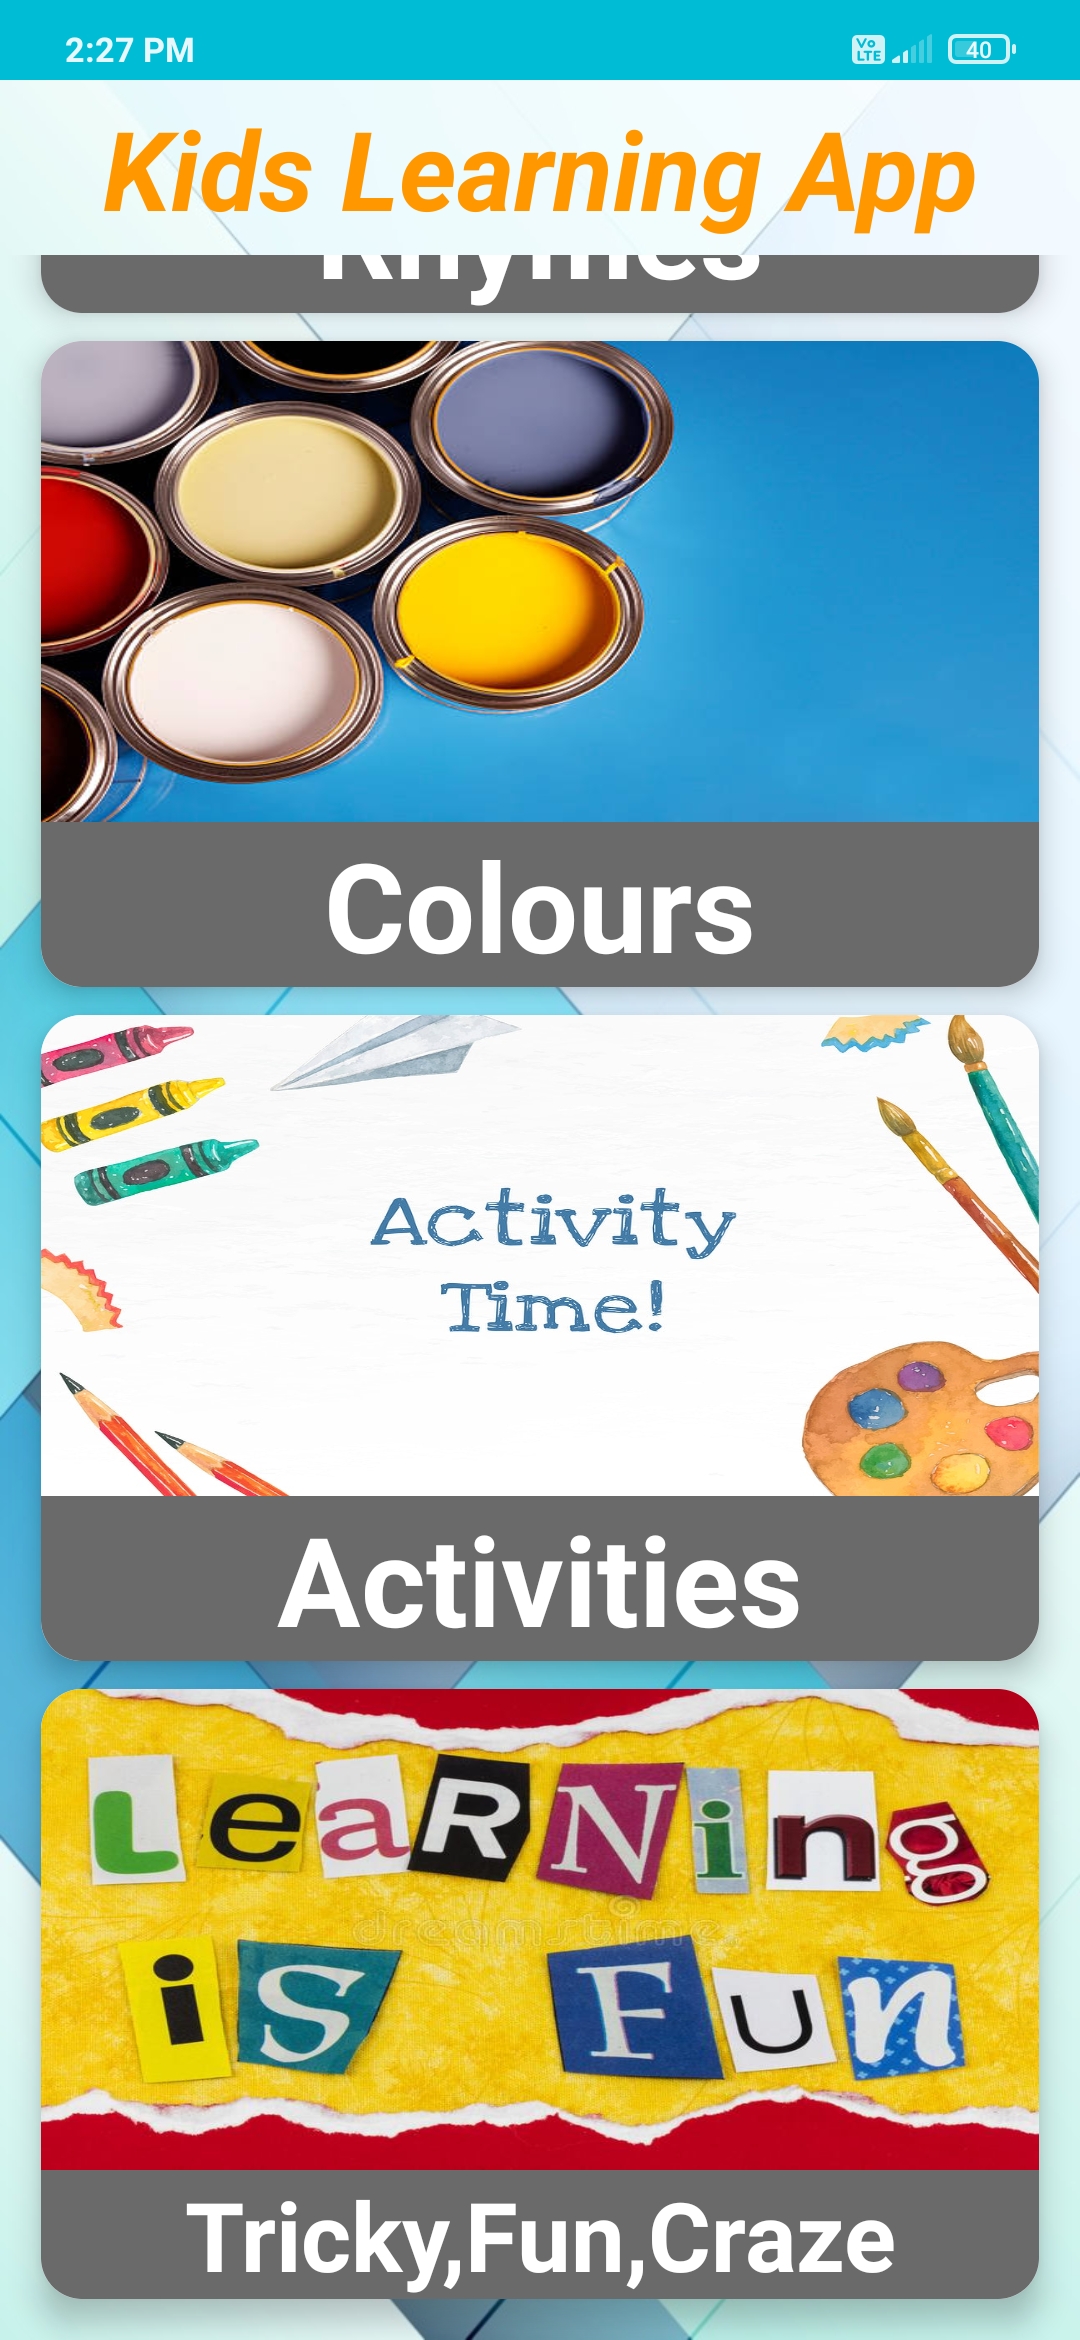 2:27 PM
Vo
LTE
40
Kids Learning App
Rhymes
Colours
Activity
Time!
Activities
LeaRNing
dreamstime
is Fun
Tricky,Fun,Craze